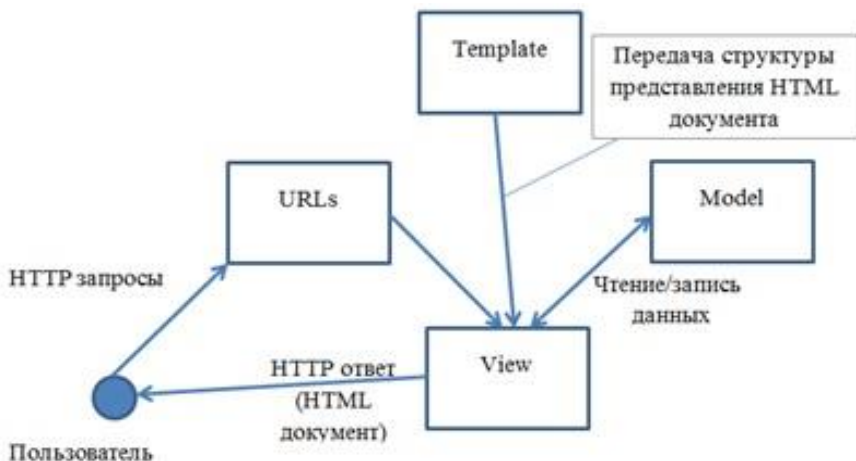 Template
Передача структуры
представления HTML
документа
URLs
Model
HTTP запросы
Чтение/запись
данных
HTTP ответ
(HTML
документ)
View
Пользователь